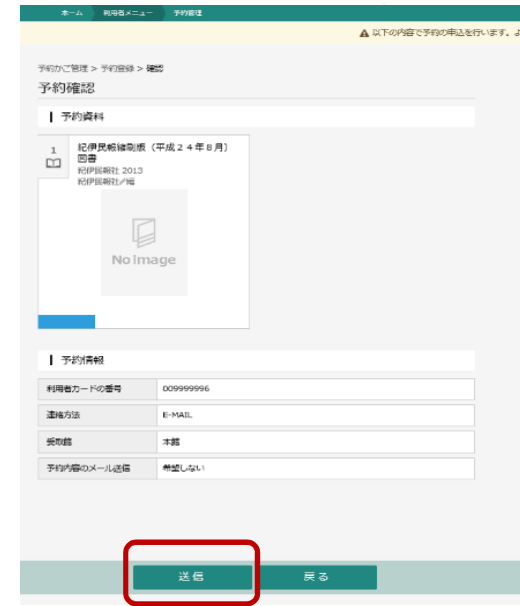 ホーム 利用者メニュー 予約管理
以下の内容で予約の申込を行います。よ
予約かご管理 > 予約登録 > 確認
予約確認
予約資料
1
紀伊民報縮刷版（平成２４年８月）
図書
紀伊民報社 2013
紀伊民報社／編
No Image
予約情報
利用者カードの番号 009999996
連絡方法 E-MAIL
受取館 本館
予約内容のメール送信 希望しない
送信 戻る